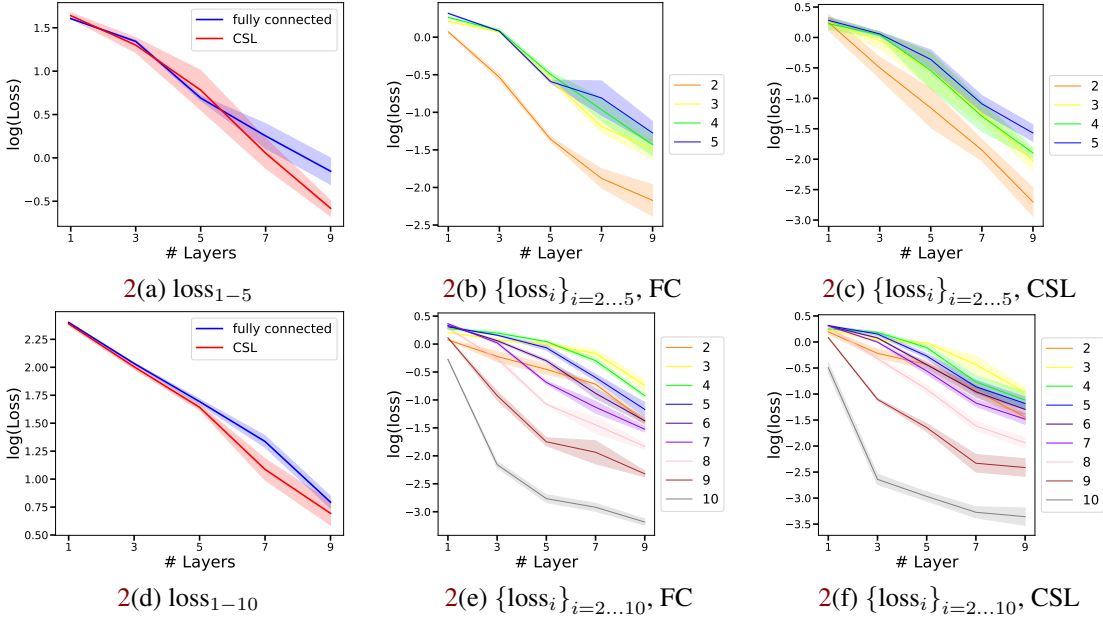 log(Loss)
1.5
1.0
0.5
0.0
−0.5
1 3 5 7 9
# Layers
fully connected
CSL
2(a) loss₁₋₅
log(loss)
0.0
−0.5
−1.0
−1.5
−2.0
−2.5
1 3 5 7 9
# Layer
2
3
4
5
2(b) {loss_i}_{i=2...5}, FC
log(loss)
0.5
0.0
−0.5
−1.0
−1.5
−2.0
−2.5
−3.0
1 3 5 7 9
# Layer
2
3
4
5
2(c) {loss_i}_{i=2...5}, CSL
log(Loss)
2.25
2.00
1.75
1.50
1.25
1.00
0.75
0.50
1 3 5 7 9
# Layers
fully connected
CSL
2(d) loss₁₋₁₀
log(loss)
0.5
0.0
−0.5
−1.0
−1.5
−2.0
−2.5
−3.0
1 3 5 7 9
# Layer
2
3
4
5
6
7
8
9
10
2(e) {loss_i}_{i=2...10}, FC
log(loss)
0.5
0.0
−0.5
−1.0
−1.5
−2.0
−2.5
−3.0
−3.5
1 3 5 7 9
# Layer
2
3
4
5
6
7
8
9
10
2(f) {loss_i}_{i=2...10}, CSL